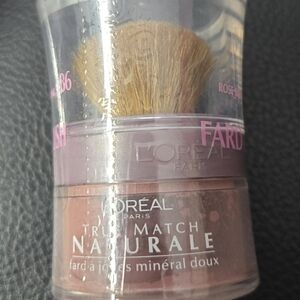 FARD
L'ORÉAL
PARIS
L'ORÉAL
PARIS
TRUE MATCH
NATURALE
fard à joues minéral doux